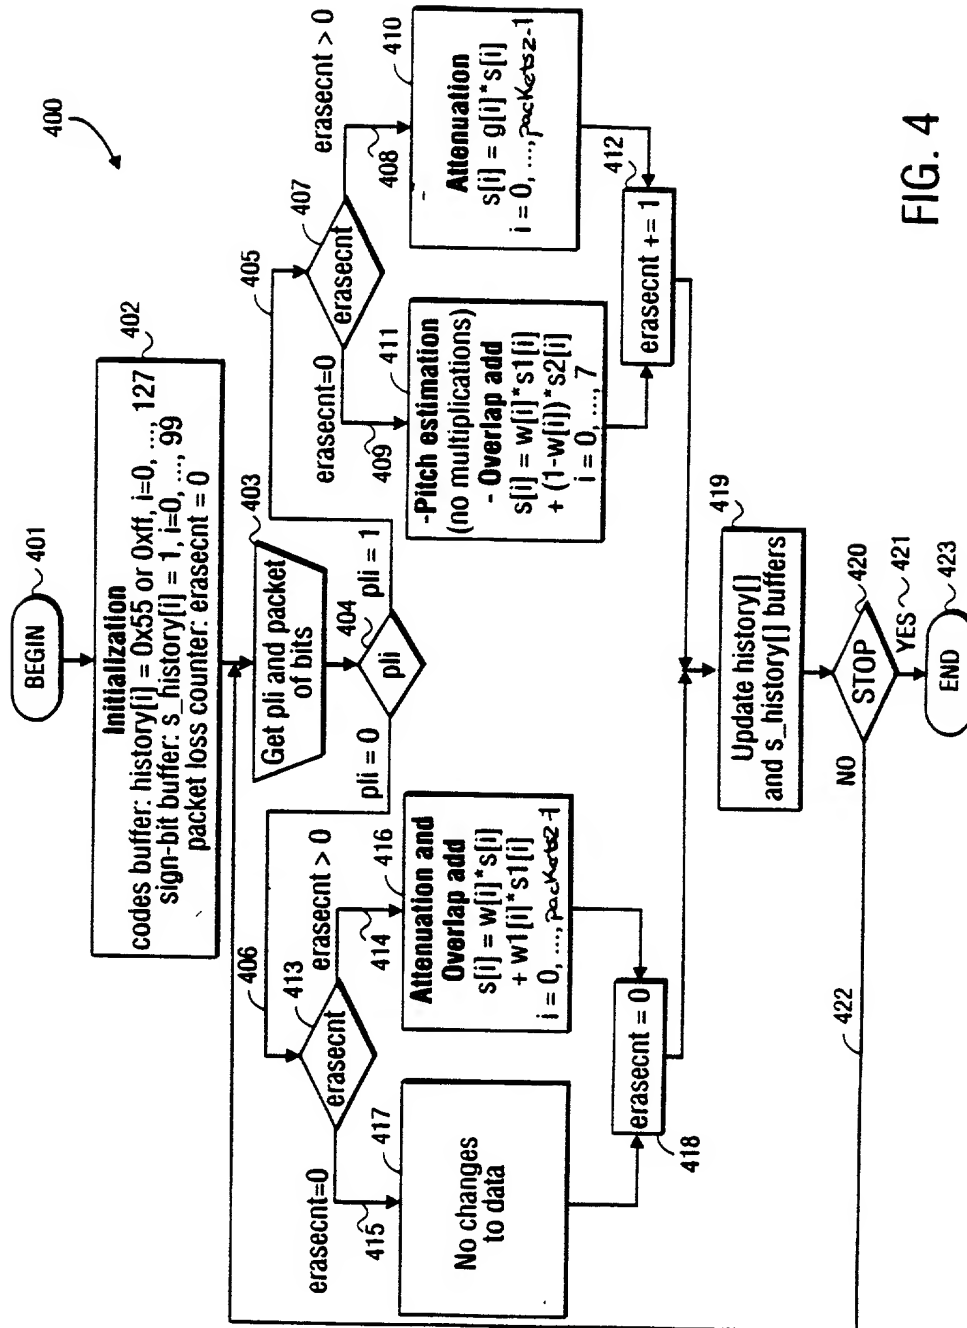 400
BEGIN
401
402
Initialization
codes buffer: history[i] = 0x55 or 0xff, i=0, ..., 127
sign-bit buffer: s_history[i] = 1, i=0, ..., 99
packet loss counter: erasecnt = 0
403
Get pli and packet
of bits
404
pli
pli = 0
pli = 1
406
405
413
erasecnt
erasecnt=0
erasecnt > 0
415
414
417
No changes
to data
416
Attenuation and
Overlap add
s[i] = w[i]*s[i]
+ w1[i]*s1[i]
i = 0, ..., packetsz-1
erasecnt = 0
418
407
erasecnt
erasecnt=0
erasecnt > 0
409
408
411
-Pitch estimation
(no multiplications)
- Overlap add
s[i] = w[i]*s1[i]
+ (1-w[i])*s2[i]
i = 0, ..., 7
410
Attenuation
s[i] = g[i]*s[i]
i = 0, ..., packetsz-1
412
erasecnt += 1
419
Update history[]
and s_history[] buffers
420
STOP
NO
YES
421
422
END
423
FIG. 4